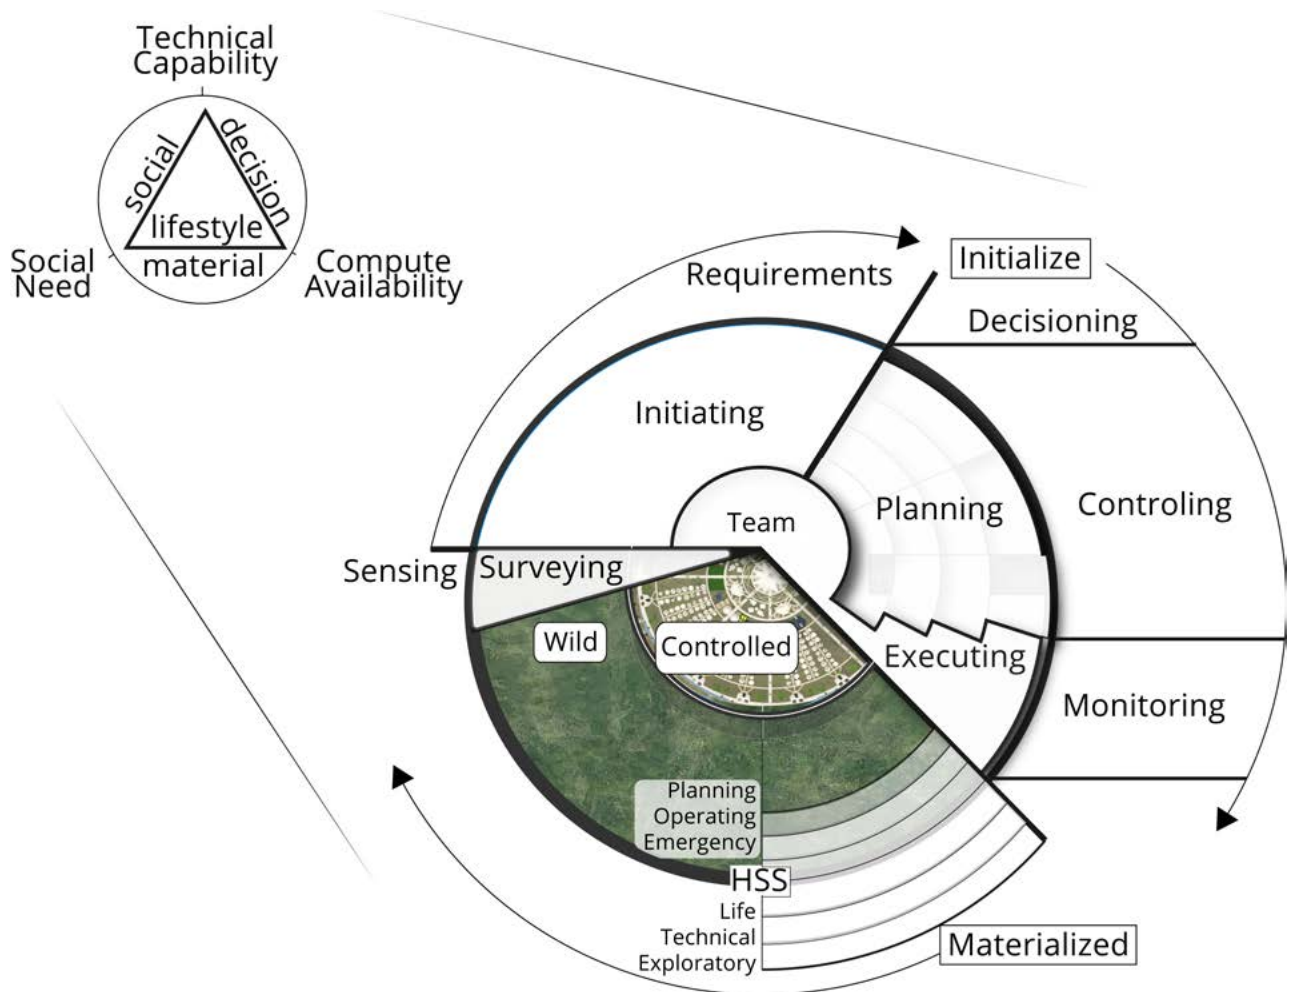 Technical
Capability
social
decision
lifestyle
material
Social
Need
Compute
Availability
Requirements
Initialize
Decisioning
Initiating
Team
Planning
Controling
Sensing
Surveying
Wild
Controlled
Executing
Monitoring
Planning
Operating
Emergency
HSS
Life
Technical
Exploratory
Materialized